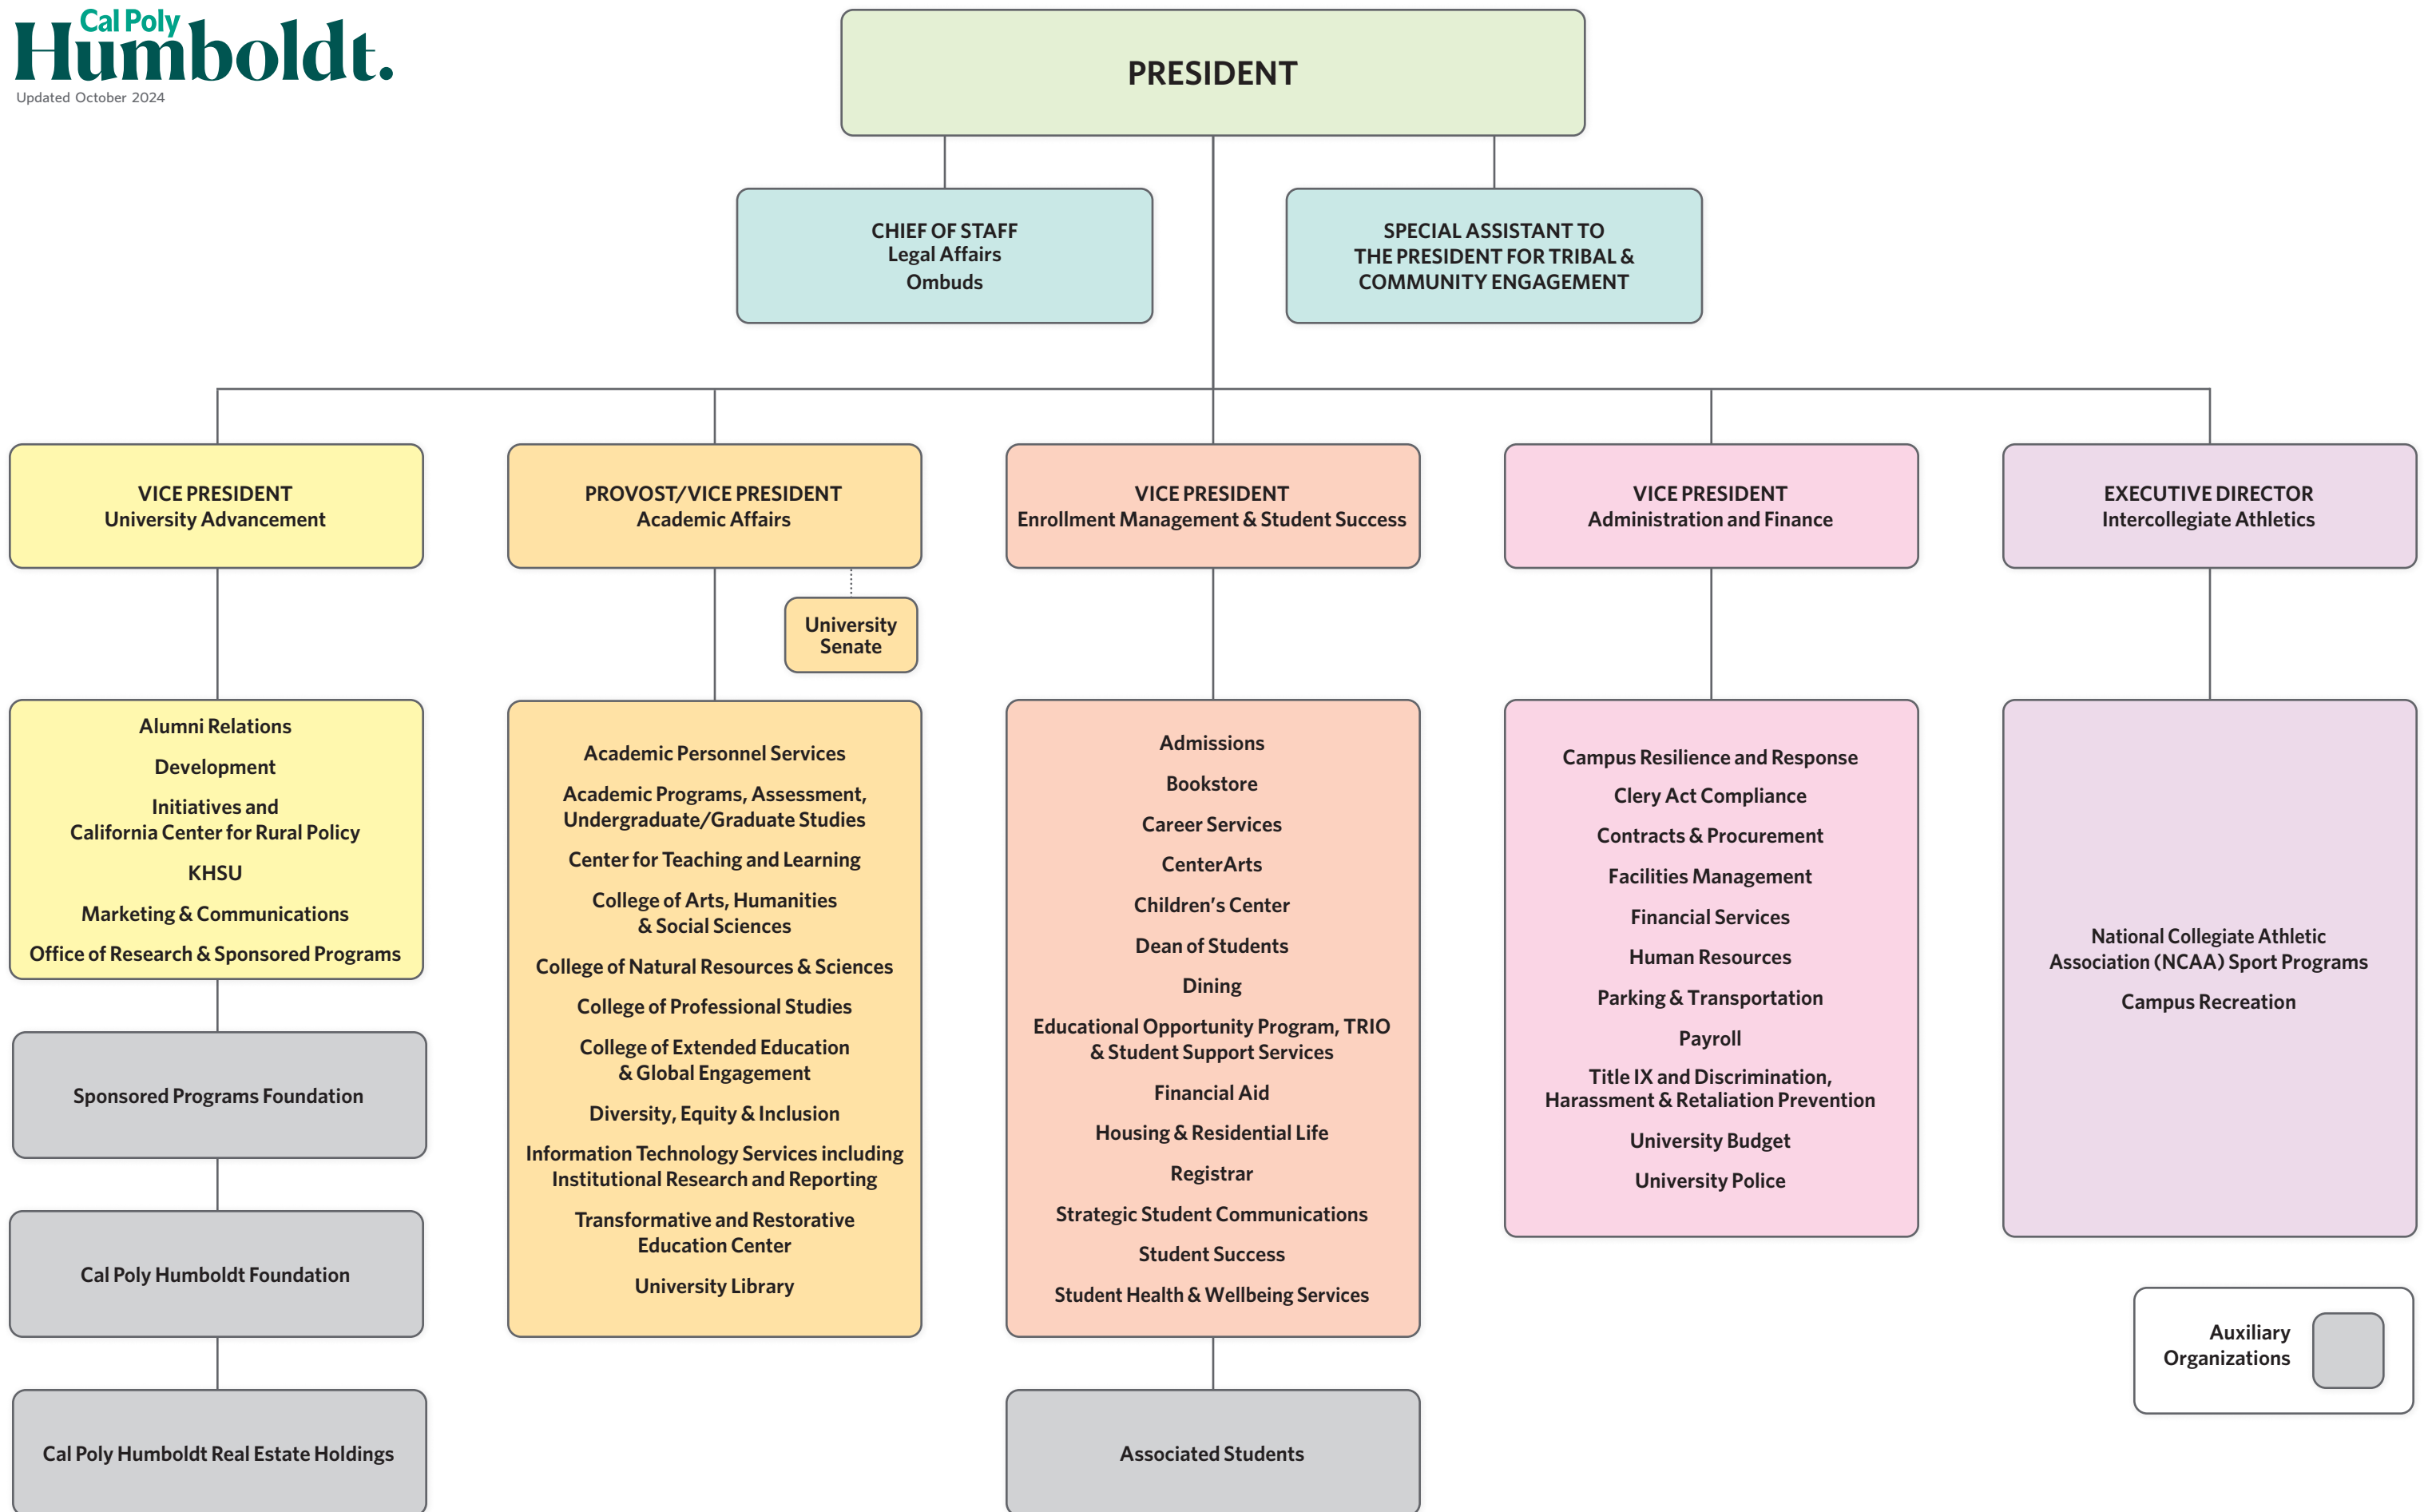 Cal Poly
Humboldt.
Updated October 2024
PRESIDENT
CHIEF OF STAFF
Legal Affairs
Ombuds
SPECIAL ASSISTANT TO
THE PRESIDENT FOR TRIBAL &
COMMUNITY ENGAGEMENT
VICE PRESIDENT
University Advancement
PROVOST/VICE PRESIDENT
Academic Affairs
VICE PRESIDENT
Enrollment Management & Student Success
VICE PRESIDENT
Administration and Finance
EXECUTIVE DIRECTOR
Intercollegiate Athletics
University
Senate
Alumni Relations
Development
Initiatives and
California Center for Rural Policy
KHSU
Marketing & Communications
Office of Research & Sponsored Programs
Sponsored Programs Foundation
Cal Poly Humboldt Foundation
Cal Poly Humboldt Real Estate Holdings
Academic Personnel Services
Academic Programs, Assessment,
Undergraduate/Graduate Studies
Center for Teaching and Learning
College of Arts, Humanities
& Social Sciences
College of Natural Resources & Sciences
College of Professional Studies
College of Extended Education
& Global Engagement
Diversity, Equity & Inclusion
Information Technology Services including
Institutional Research and Reporting
Transformative and Restorative
Education Center
University Library
Admissions
Bookstore
Career Services
CenterArts
Children's Center
Dean of Students
Dining
Educational Opportunity Program, TRIO
& Student Support Services
Financial Aid
Housing & Residential Life
Registrar
Strategic Student Communications
Student Success
Student Health & Wellbeing Services
Associated Students
Campus Resilience and Response
Clery Act Compliance
Contracts & Procurement
Facilities Management
Financial Services
Human Resources
Parking & Transportation
Payroll
Title IX and Discrimination,
Harassment & Retaliation Prevention
University Budget
University Police
National Collegiate Athletic
Association (NCAA) Sport Programs
Campus Recreation
Auxiliary
Organizations